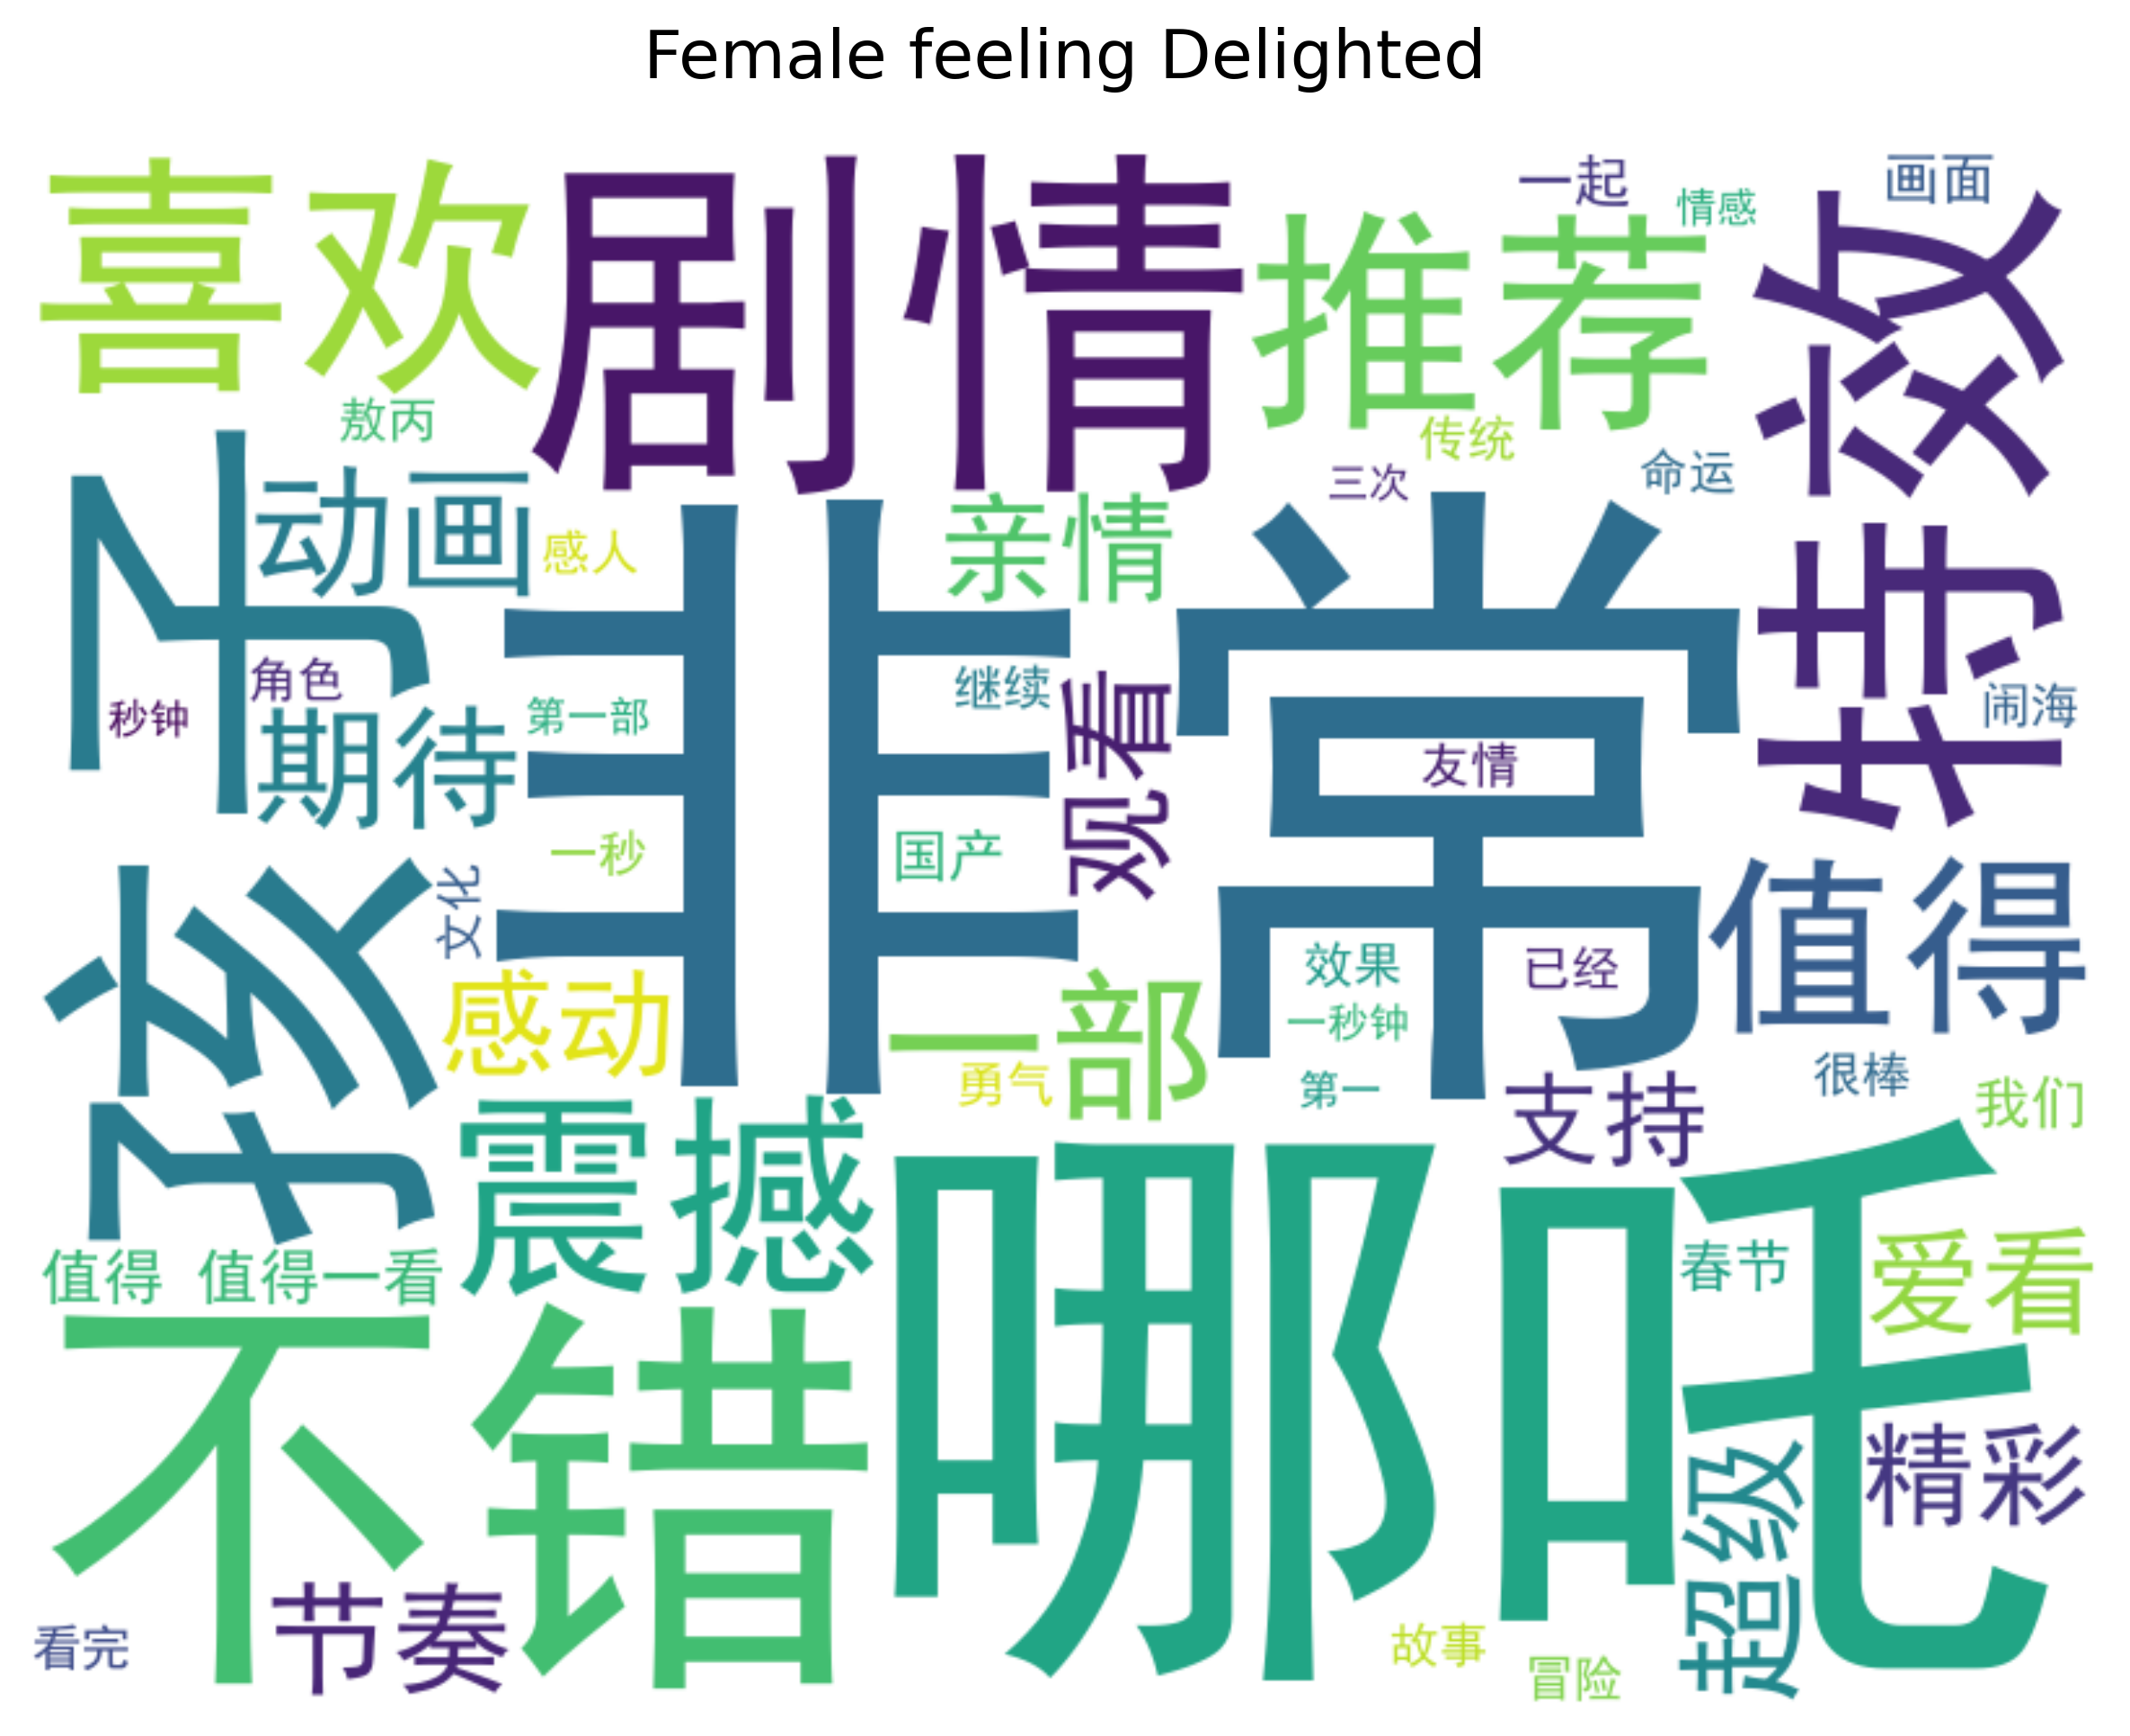 Female feeling Delighted
喜欢
剧情
推荐
一起
情感
画面
特效
敖丙
传统
三次
命运
动画
感人
亲情
孩子
非常
角色
秒钟
期待
第一部
继续
观看
友情
闹海
一秒
国产
文化
值得
感动
效果
已经
一秒钟
一部
勇气
第一
支持
很棒
我们
震撼
哪吒
春节
爱看
值得 值得一看
不错
精彩
超级
节奏
看完
故事
冒险